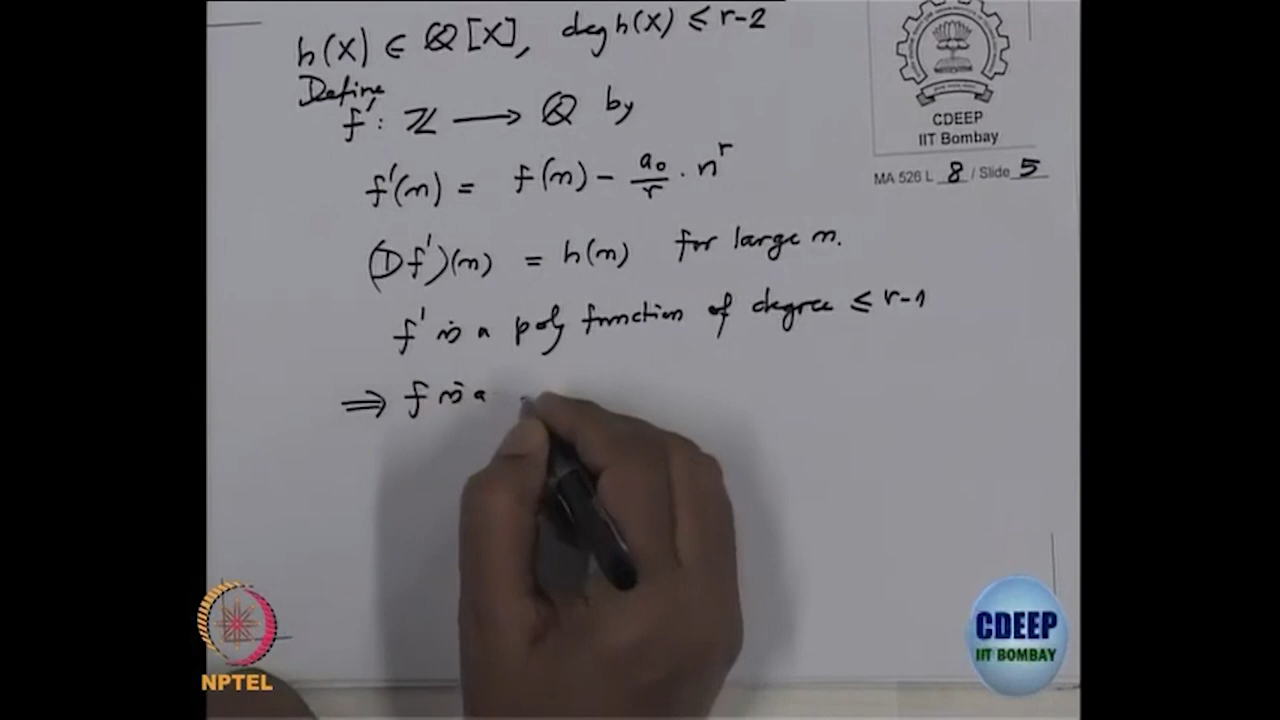 h(X) ∈ ℚ[X], deg h(X) ≤ r-2
Define
f': ℤ ⟶ ℚ by
f'(n) = f(n) - a₀/r · nʳ
(Df')(n) = h(n) for large n.
f' is a poly function of degree ≤ r-1
⟹ f is a
CDEEP
IIT Bombay
MA 526 L 8 / Slide 5
NPTEL
CDEEP
IIT BOMBAY